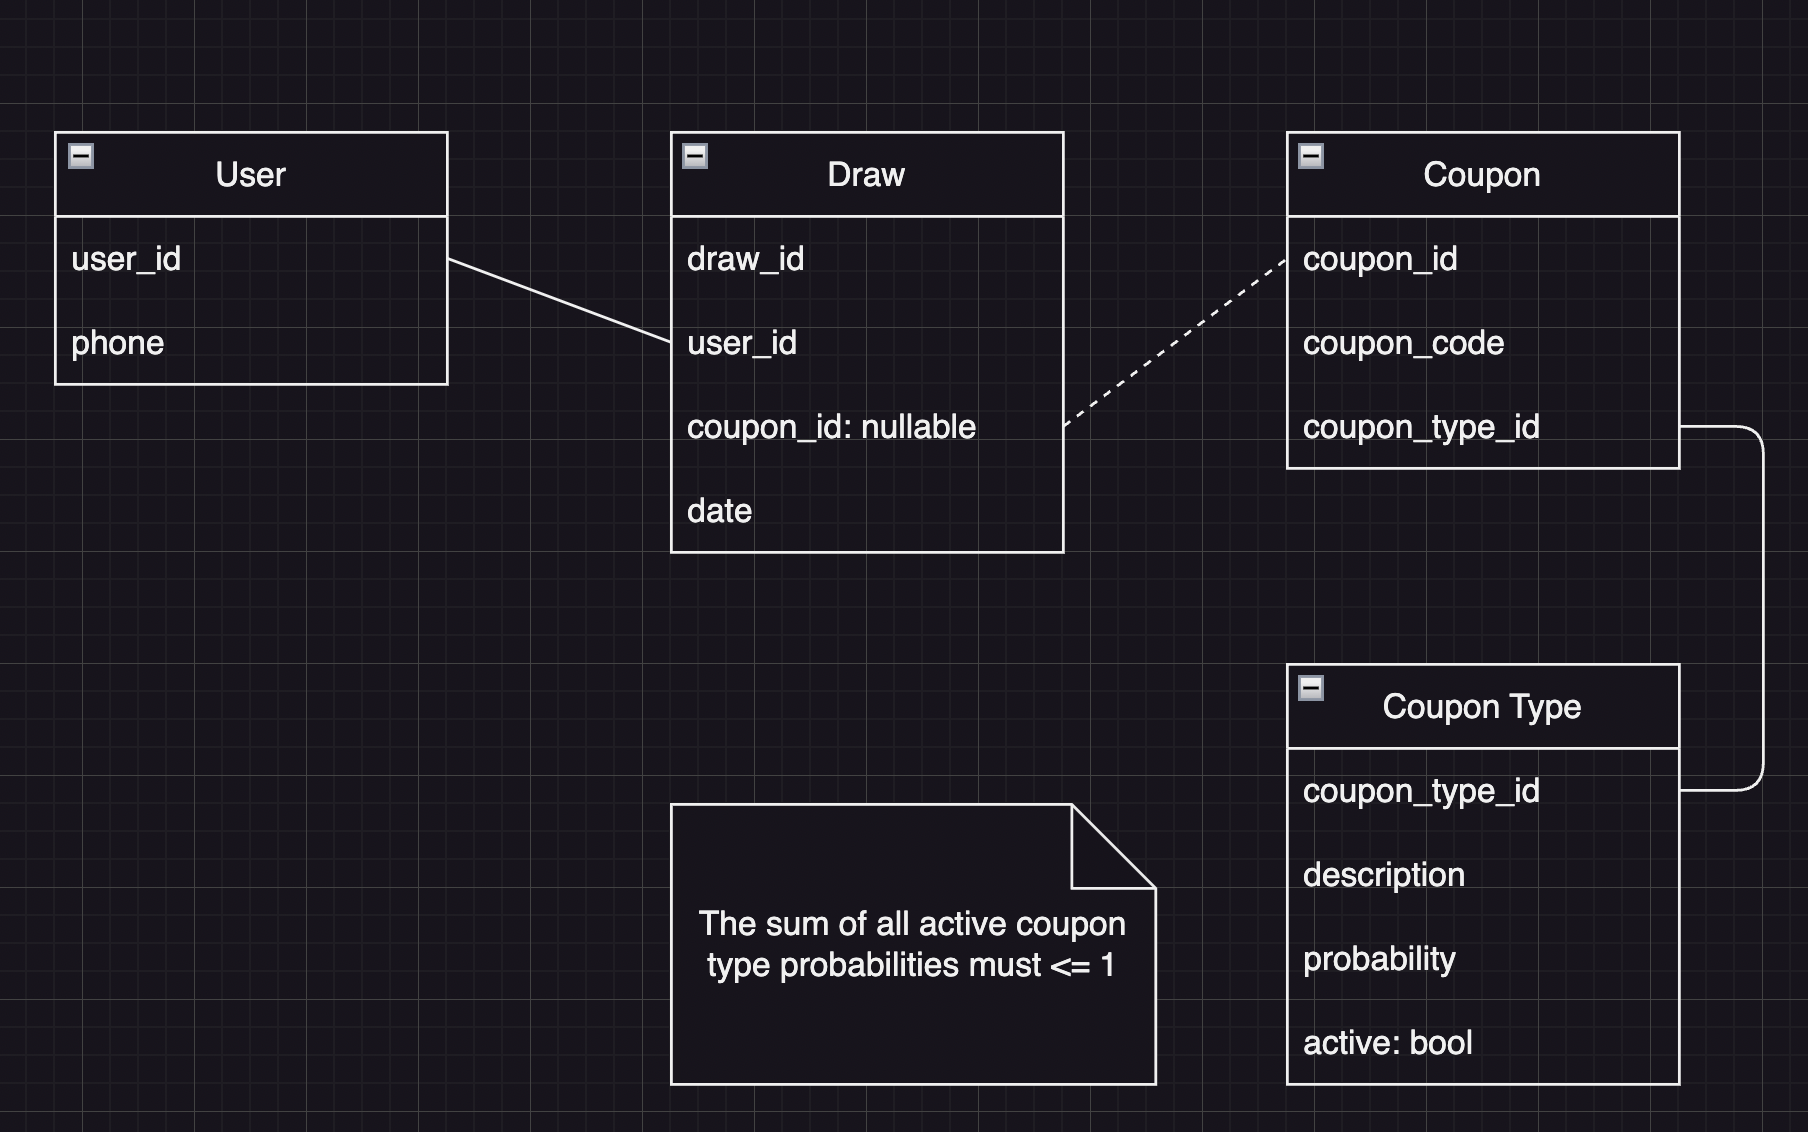 User
user_id
phone
Draw
draw_id
user_id
coupon_id: nullable
date
Coupon
coupon_id
coupon_code
coupon_type_id
Coupon Type
coupon_type_id
description
probability
active: bool
The sum of all active coupon
type probabilities must <= 1